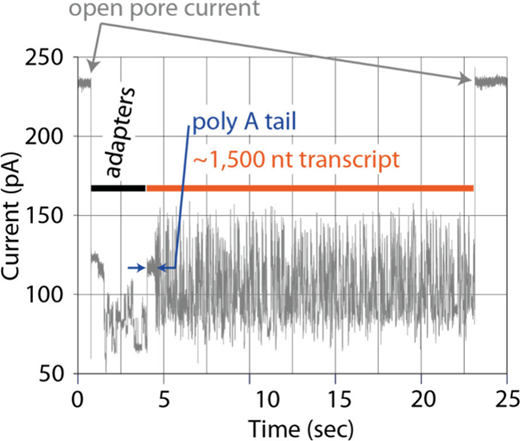 open pore current
250
200
150
100
50
Current (pA)
adapters
poly A tail
~1,500 nt transcript
0
5
10
15
20
25
Time (sec)